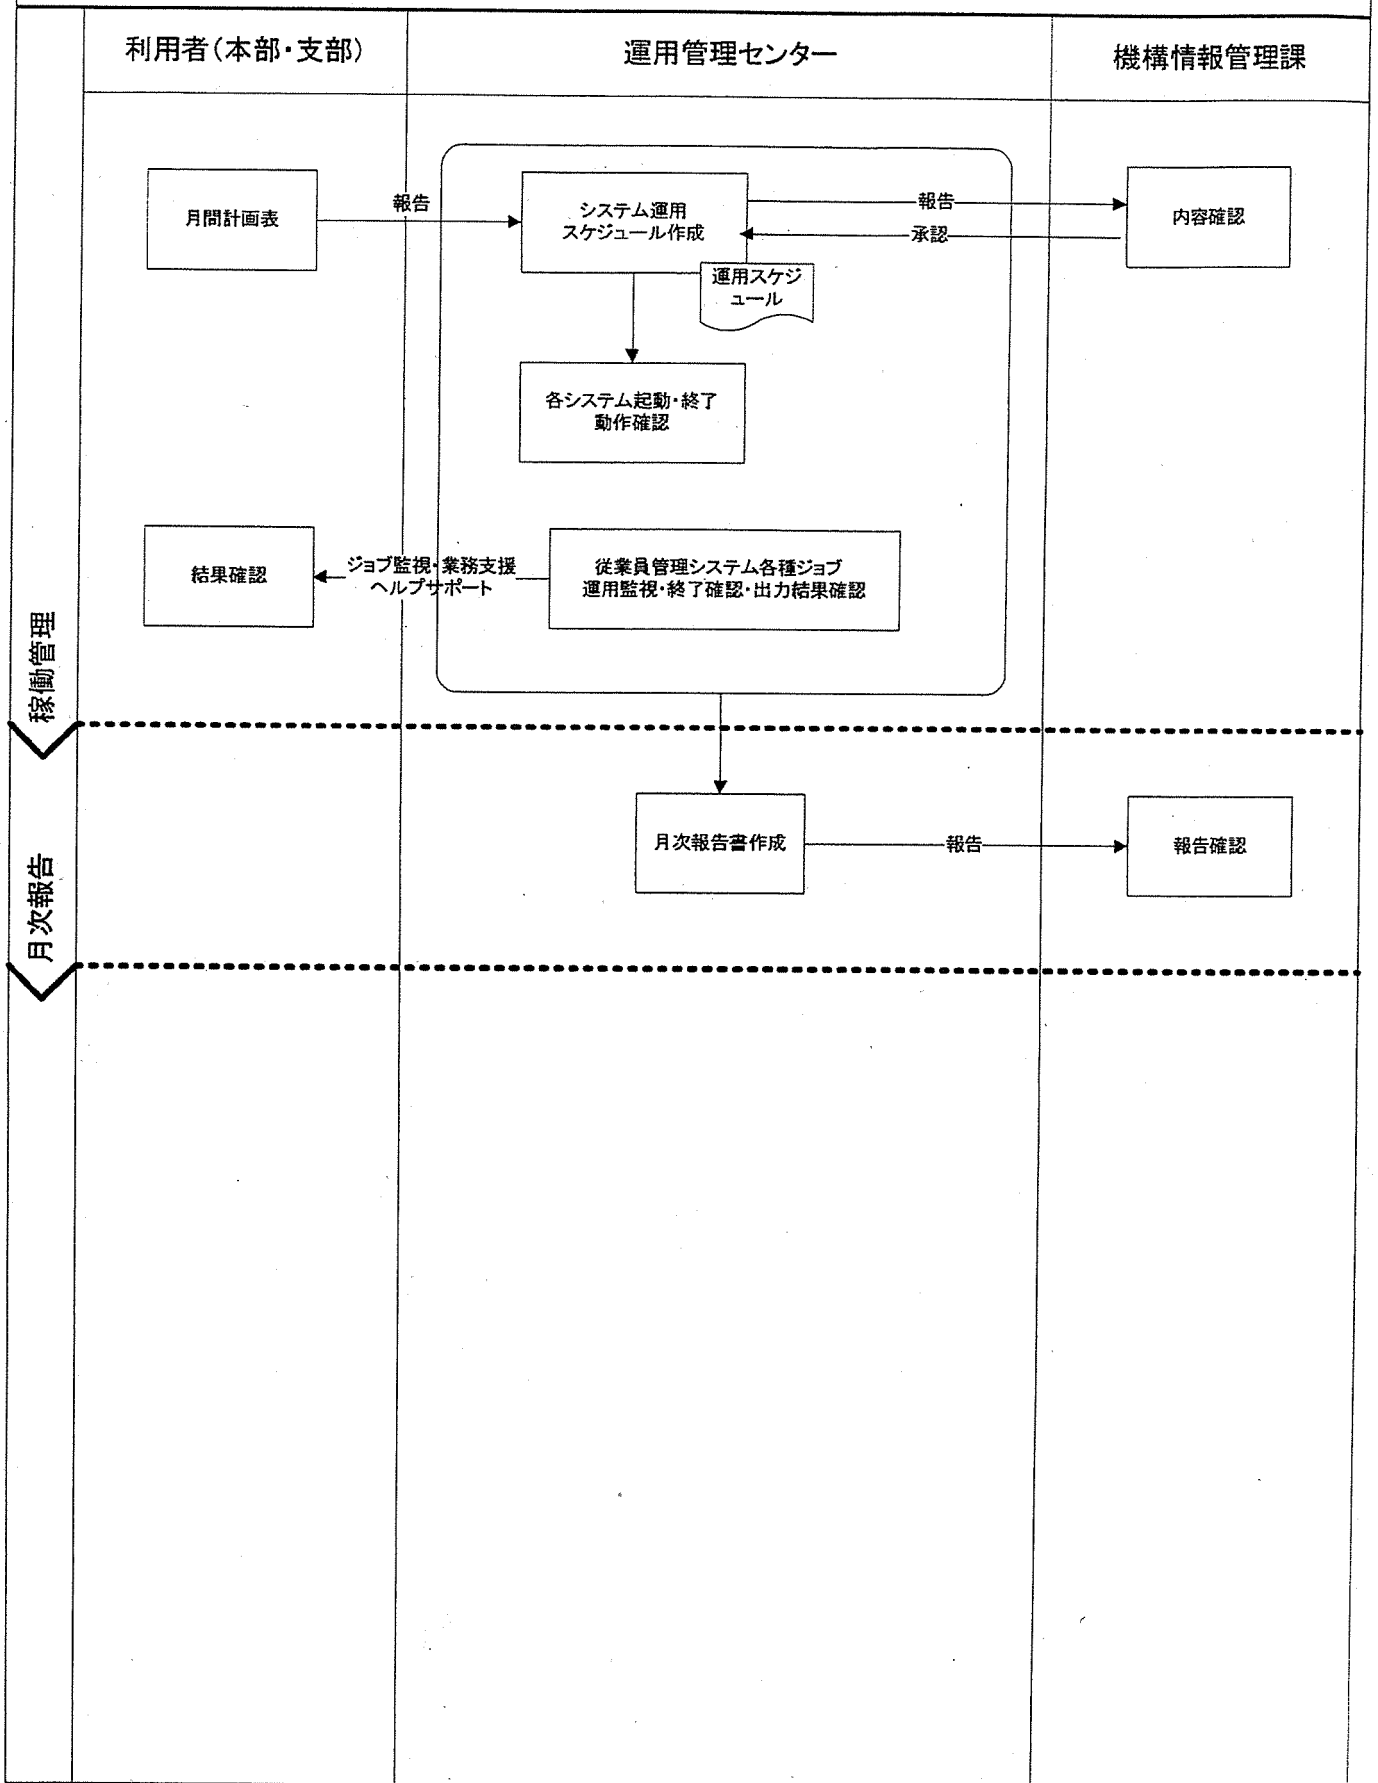 利用者(本部・支部)
運用管理センター
機構情報管理課
月間計画表
報告
システム運用
スケジュール作成
報告
承認
内容確認
運用スケジ
ュール
各システム起動・終了
動作確認
結果確認
ジョブ監視・業務支援
ヘルプサポート
従業員管理システム各種ジョブ
運用監視・終了確認・出力結果確認
稼働管理
月次報告書作成
報告
報告確認
月次報告